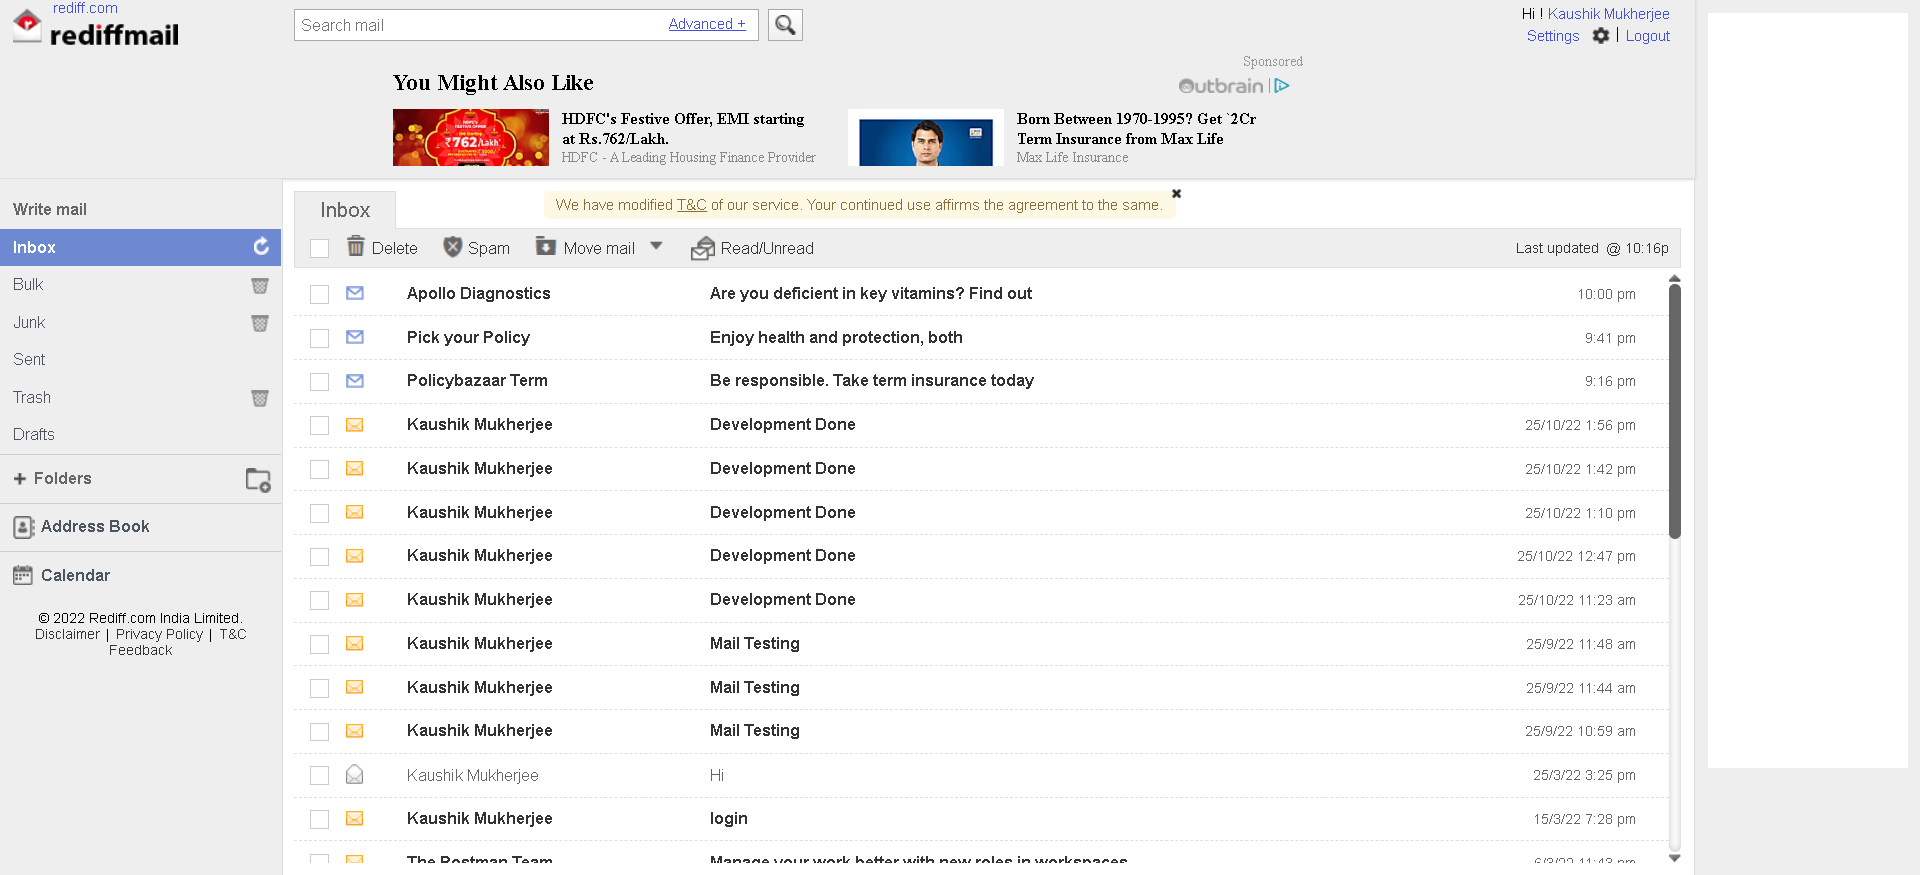 rediff.com
rediffmail
Search mail
Advanced +
Hi ! Kaushik Mukherjee
Settings | Logout
Sponsored
You Might Also Like
Outbrain
HDFC's Festive Offer, EMI starting
at Rs.762/Lakh.
HDFC - A Leading Housing Finance Provider
₹762/Lakh
Born Between 1970-1995? Get `2Cr
Term Insurance from Max Life
Max Life Insurance
Write mail
Inbox
Bulk
Junk
Sent
Trash
Drafts
+ Folders
Address Book
Calendar
© 2022 Rediff.com India Limited.
Disclaimer | Privacy Policy | T&C
Feedback
Inbox
We have modified T&C of our service. Your continued use affirms the agreement to the same.
Delete Spam Move mail Read/Unread Last updated @ 10:16p
Apollo Diagnostics Are you deficient in key vitamins? Find out 10:00 pm
Pick your Policy Enjoy health and protection, both 9:41 pm
Policybazaar Term Be responsible. Take term insurance today 9:16 pm
Kaushik Mukherjee Development Done 25/10/22 1:56 pm
Kaushik Mukherjee Development Done 25/10/22 1:42 pm
Kaushik Mukherjee Development Done 25/10/22 1:10 pm
Kaushik Mukherjee Development Done 25/10/22 12:47 pm
Kaushik Mukherjee Development Done 25/10/22 11:23 am
Kaushik Mukherjee Mail Testing 25/9/22 11:48 am
Kaushik Mukherjee Mail Testing 25/9/22 11:44 am
Kaushik Mukherjee Mail Testing 25/9/22 10:59 am
Kaushik Mukherjee Hi 25/3/22 3:25 pm
Kaushik Mukherjee login 15/3/22 7:28 pm
The Postman Team Manage your work better with new roles in workspaces 6/3/22 11:43 pm